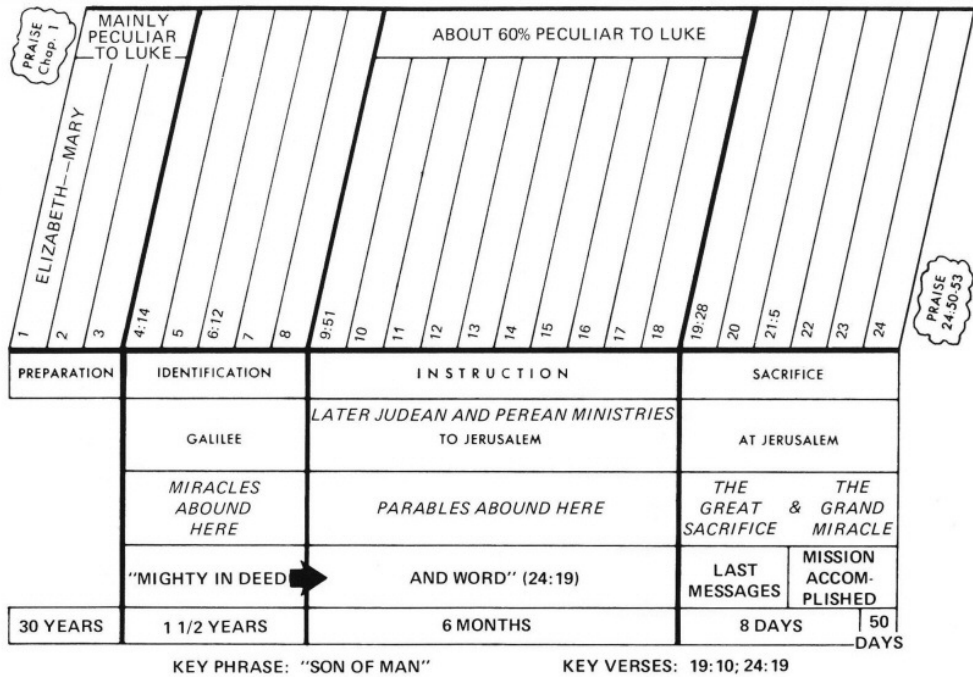 PRAISE
Chap. 1
MAINLY
PECULIAR
TO LUKE
ABOUT 60% PECULIAR TO LUKE
ELIZABETH---MARY
PRAISE
24:50-53
1 2 3 4:14 5 6:12 7 8 9:51 10 11 12 13 14 15 16 17 18 19:28 20 21:5 22 23 24
PREPARATION IDENTIFICATION INSTRUCTION SACRIFICE
LATER JUDEAN AND PEREAN MINISTRIES
GALILEE TO JERUSALEM AT JERUSALEM
MIRACLES
ABOUND
HERE
PARABLES ABOUND HERE
THE
GREAT
SACRIFICE
&
THE
GRAND
MIRACLE
"MIGHTY IN DEED AND WORD" (24:19)
LAST
MESSAGES
MISSION
ACCOM-
PLISHED
30 YEARS 1 1/2 YEARS 6 MONTHS 8 DAYS 50
DAYS
KEY PHRASE: "SON OF MAN" KEY VERSES: 19:10; 24:19